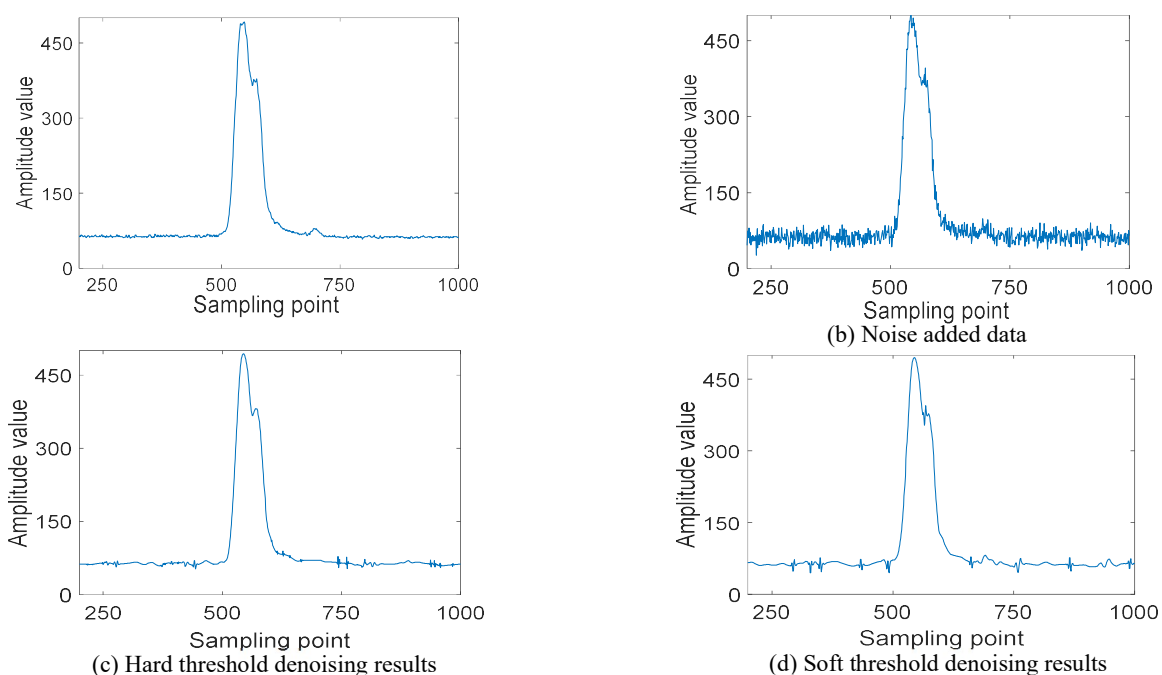 Amplitude value
450
300
150
0
250
500
750
1000
Sampling point
Amplitude value
450
300
150
0
250
500
750
1000
Sampling point
(b) Noise added data
Amplitude value
450
300
150
0
250
500
750
1000
Sampling point
(c) Hard threshold denoising results
Amplitude value
450
300
150
0
250
500
750
1000
Sampling point
(d) Soft threshold denoising results